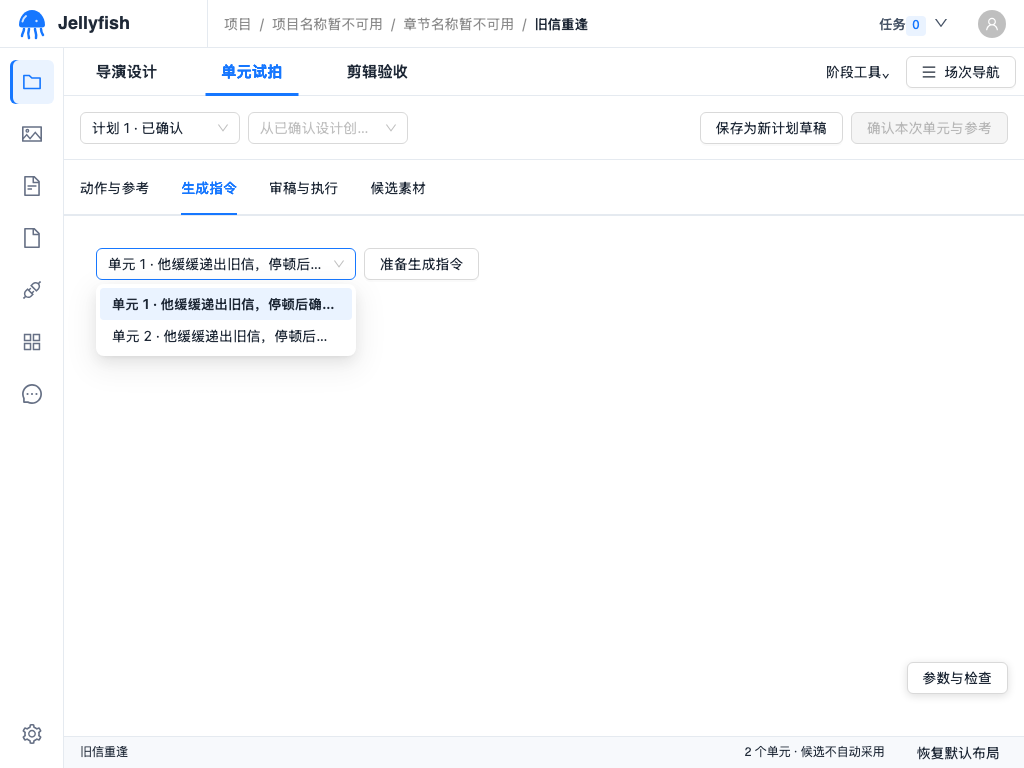 Jellyfish
项目 / 项目名称暂不可用 / 章节名称暂不可用 / 旧信重逢
任务 0
导演设计 单元试拍 剪辑验收 阶段工具 场次导航
计划 1 · 已确认 从已确认设计创... 保存为新计划草稿 确认本次单元与参考
动作与参考 生成指令 审稿与执行 候选素材
单元 1 · 他缓缓递出旧信，停顿后... 准备生成指令
单元 1 · 他缓缓递出旧信，停顿后确...
单元 2 · 他缓缓递出旧信，停顿后...
参数与检查
旧信重逢 2 个单元 · 候选不自动采用 恢复默认布局